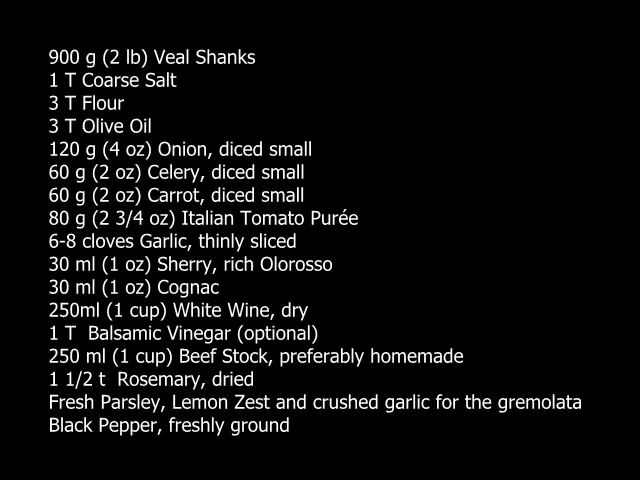 900 g (2 lb) Veal Shanks
1 T Coarse Salt
3 T Flour
3 T Olive Oil
120 g (4 oz) Onion, diced small
60 g (2 oz) Celery, diced small
60 g (2 oz) Carrot, diced small
80 g (2 3/4 oz) Italian Tomato Purée
6-8 cloves Garlic, thinly sliced
30 ml (1 oz) Sherry, rich Olorosso
30 ml (1 oz) Cognac
250ml (1 cup) White Wine, dry
1 T  Balsamic Vinegar (optional)
250 ml (1 cup) Beef Stock, preferably homemade
1 1/2 t  Rosemary, dried
Fresh Parsley, Lemon Zest and crushed garlic for the gremolata
Black Pepper, freshly ground